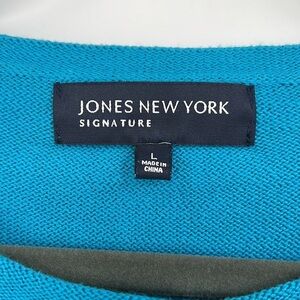 JONES NEW YORK
SIGNATURE
L
MADE IN
CHINA